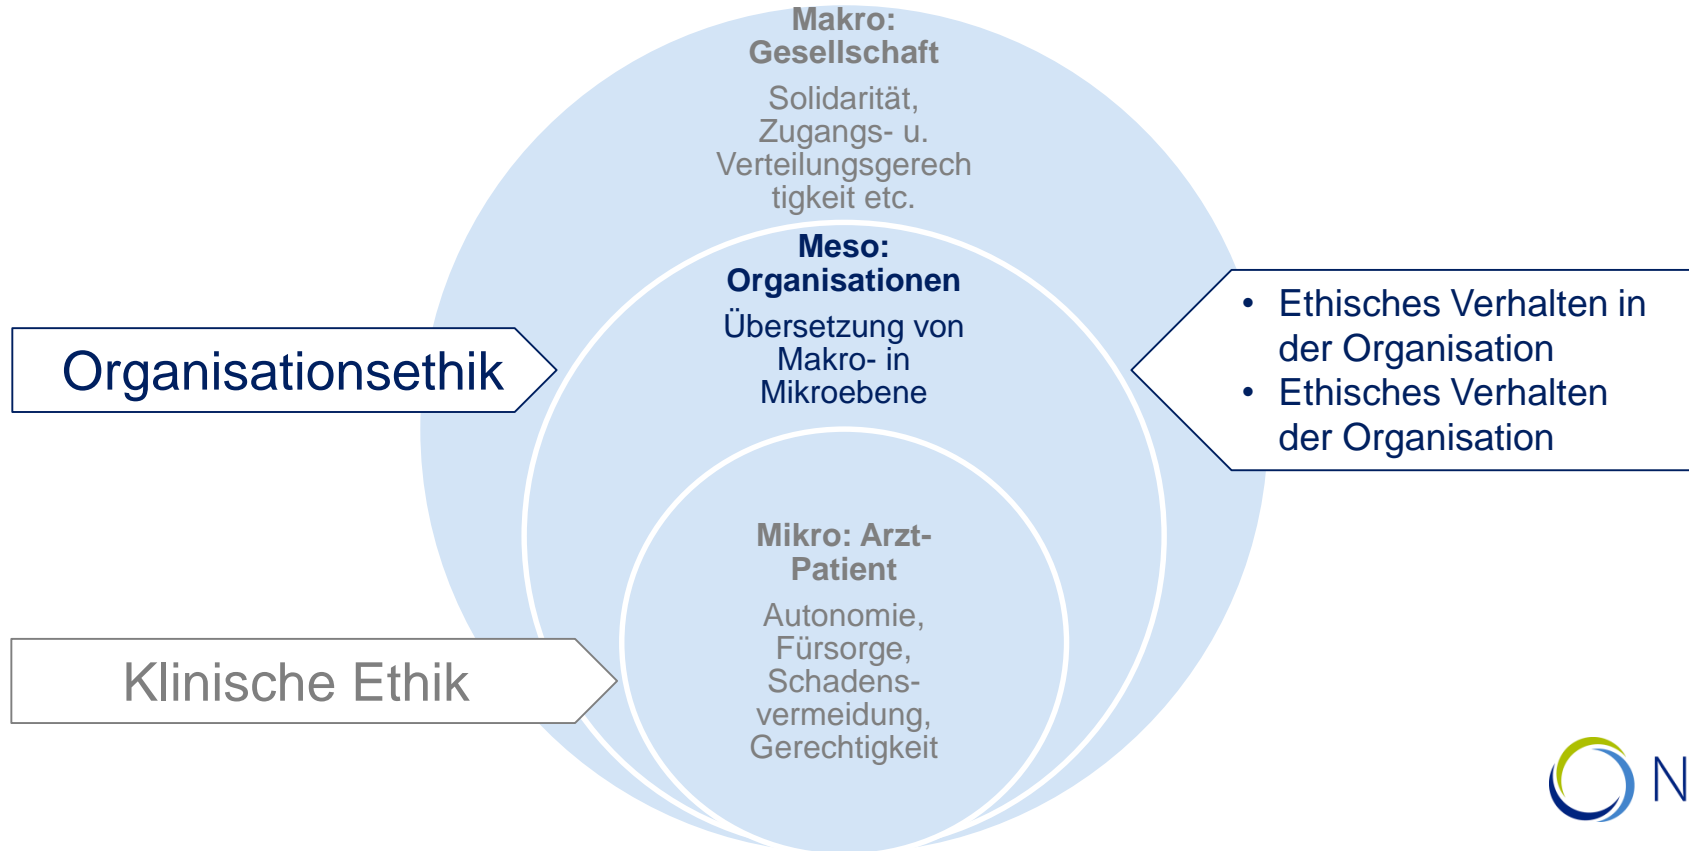 Makro:
Gesellschaft
Solidarität,
Zugangs- u.
Verteilungsgerech
tigkeit etc.
Meso:
Organisationen
Übersetzung von
Makro- in
Mikroebene
Organisationsethik
• Ethisches Verhalten in
der Organisation
• Ethisches Verhalten
der Organisation
Mikro: Arzt-
Patient
Autonomie,
Fürsorge,
Schadens-
vermeidung,
Gerechtigkeit
Klinische Ethik
N